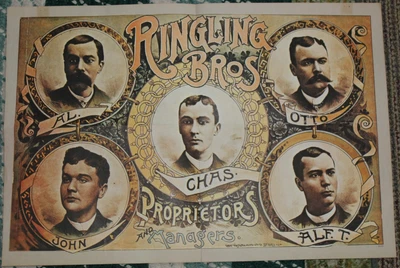 RINGLING
BROS
AL.
OTTO
CHAS.
JOHN
ALF. T.
PROPRIETORS
AND
Managers.